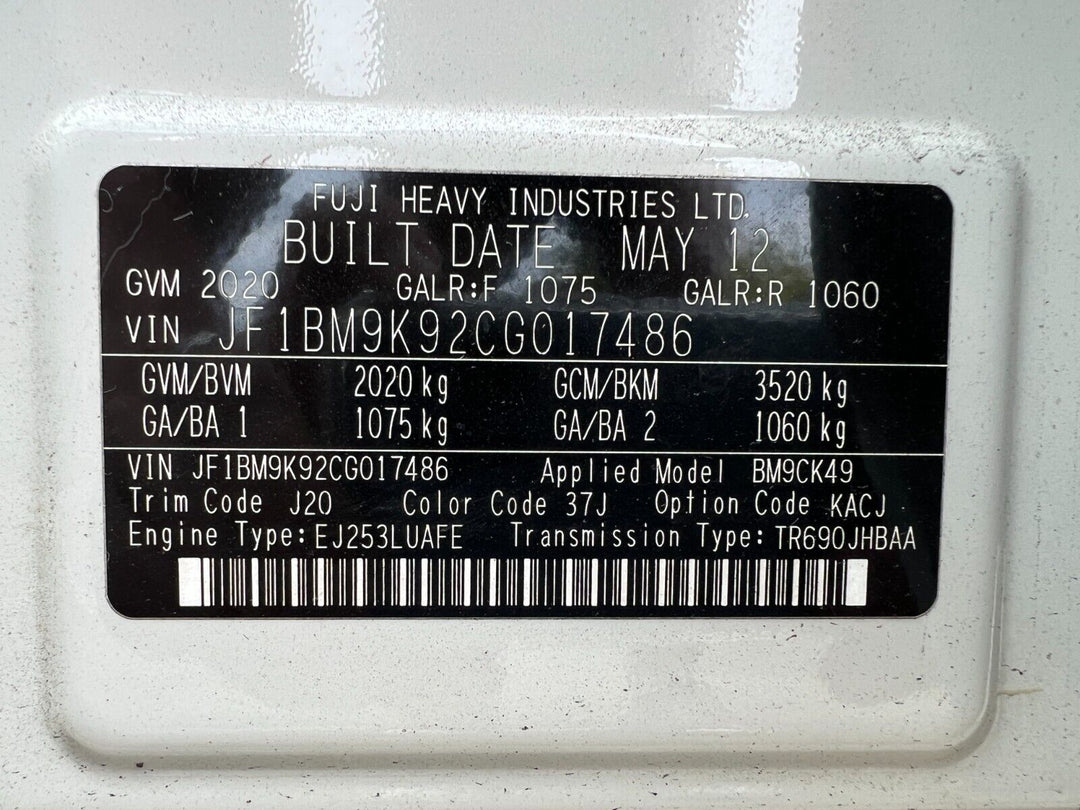 FUJI HEAVY INDUSTRIES LTD.
BUILT DATE MAY 12
GVM 2020 GALR:F 1075 GALR:R 1060
VIN JF1BM9K92CG017486
GVM/BVM 2020 kg GCM/BKM 3520 kg
GA/BA 1 1075 kg GA/BA 2 1060 kg
VIN JF1BM9K92CG017486 Applied Model BM9CK49
Trim Code J20 Color Code 37J Option Code KACJ
Engine Type: EJ253LUAFE Transmission Type: TR690JHBAA